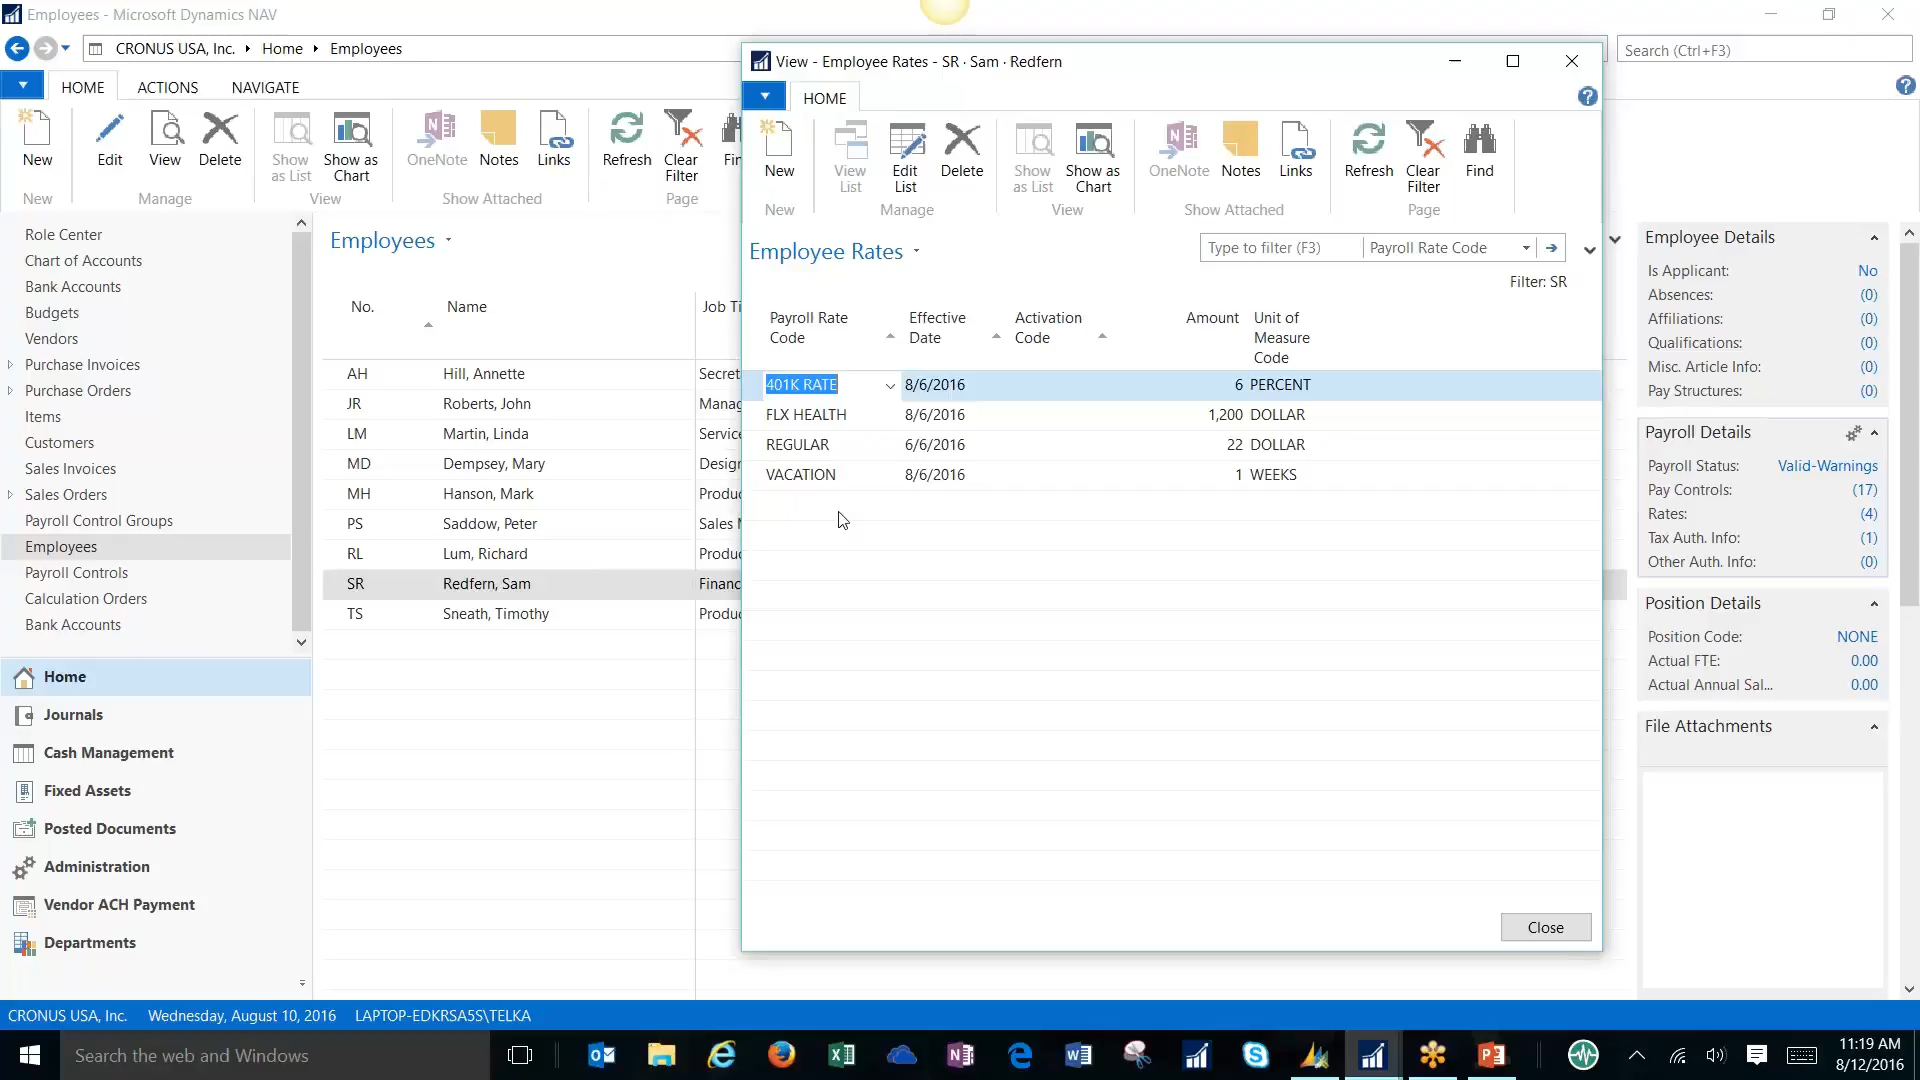 Employees - Microsoft Dynamics NAV
CRONUS USA, Inc. Home Employees
Search (Ctrl+F3)
HOME ACTIONS NAVIGATE
New Edit View Delete Show as List Show as Chart OneNote Notes Links Refresh Clear Filter Fin
New Manage View Show Attached Page
Role Center
Chart of Accounts
Bank Accounts
Budgets
Vendors
Purchase Invoices
Purchase Orders
Items
Customers
Sales Invoices
Sales Orders
Payroll Control Groups
Employees
Payroll Controls
Calculation Orders
Bank Accounts
Home
Journals
Cash Management
Fixed Assets
Posted Documents
Administration
Vendor ACH Payment
Departments
Employees
No. Name Job Ti
AH Hill, Annette Secret
JR Roberts, John Manag
LM Martin, Linda Service
MD Dempsey, Mary Design
MH Hanson, Mark Produc
PS Saddow, Peter Sales M
RL Lum, Richard Produc
SR Redfern, Sam Financ
TS Sneath, Timothy Produc
View - Employee Rates - SR · Sam · Redfern
HOME
New View List Edit List Delete Show as List Show as Chart OneNote Notes Links Refresh Clear Filter Find
New Manage View Show Attached Page
Employee Rates
Type to filter (F3) Payroll Rate Code
Filter: SR
Payroll Rate Code Effective Date Activation Code Amount Unit of Measure Code
401K RATE 8/6/2016 6 PERCENT
FLX HEALTH 8/6/2016 1,200 DOLLAR
REGULAR 6/6/2016 22 DOLLAR
VACATION 8/6/2016 1 WEEKS
Close
Employee Details
Is Applicant: No
Absences: (0)
Affiliations: (0)
Qualifications: (0)
Misc. Article Info: (0)
Pay Structures: (0)
Payroll Details
Payroll Status: Valid-Warnings
Pay Controls: (17)
Rates: (4)
Tax Auth. Info: (1)
Other Auth. Info: (0)
Position Details
Position Code: NONE
Actual FTE: 0.00
Actual Annual Sal... 0.00
File Attachments
CRONUS USA, Inc. Wednesday, August 10, 2016 LAPTOP-EDKRSA5S\TELKA
Search the web and Windows
11:19 AM
8/12/2016